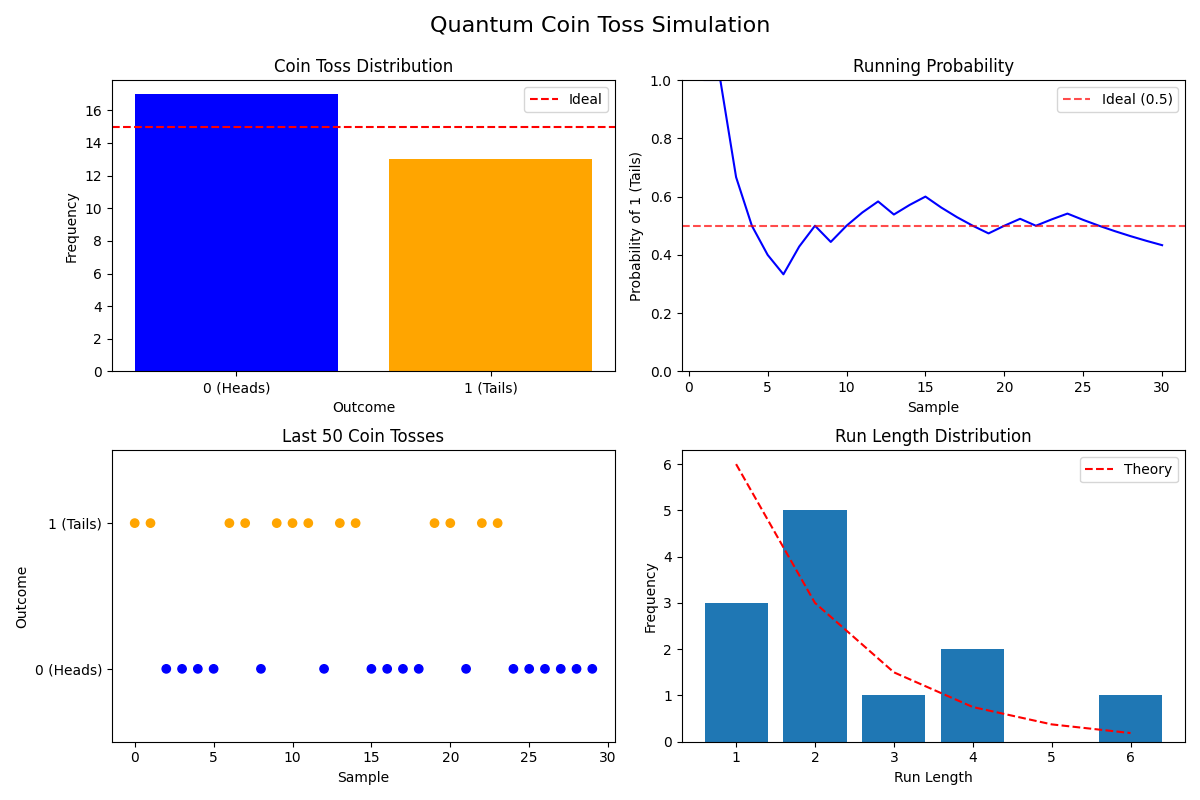 Quantum Coin Toss Simulation
Coin Toss Distribution
Frequency
16
14
12
10
8
6
4
2
0
Ideal
0 (Heads)
1 (Tails)
Outcome
Running Probability
Probability of 1 (Tails)
1.0
0.8
0.6
0.4
0.2
0.0
Ideal (0.5)
0 5 10 15 20 25 30
Sample
Last 50 Coin Tosses
Outcome
1 (Tails)
0 (Heads)
0 5 10 15 20 25 30
Sample
Run Length Distribution
Frequency
6
5
4
3
2
1
0
Theory
1 2 3 4 5 6
Run Length